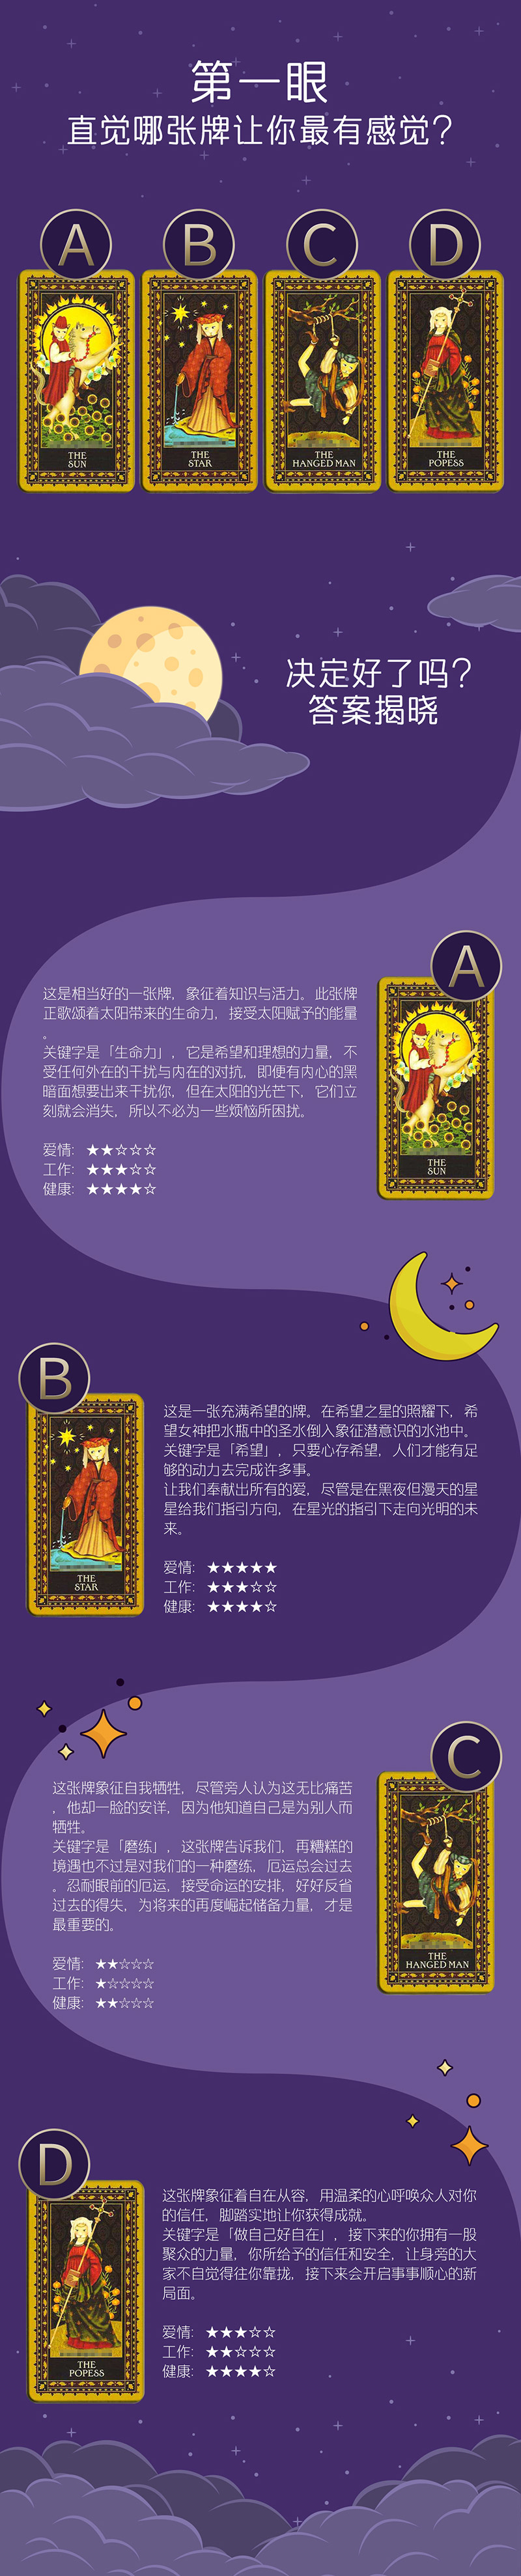 第一眼
直觉哪张牌让你最有感觉?
A
B
C
D
THE
SUN
THE
STAR
THE
HANGED MAN
THE
POPESS
决定好了吗?
答案揭晓
A
这是相当好的一张牌,象征着知识与活力。此张牌
正歌颂着太阳带来的生命力,接受太阳赋予的能量
。
关键字是「生命力」,它是希望和理想的力量,不
受任何外在的干扰与内在的对抗,即便有内心的黑
暗面想要出来干扰你,但在太阳的光芒下,它们立
刻就会消失,所以不必为一些烦恼所困扰。
爱情: ★★☆☆☆
工作: ★★★☆☆
健康: ★★★★☆
THE
SUN
B
这是一张充满希望的牌。在希望之星的照耀下,希
望女神把水瓶中的圣水倒入象征潜意识的水池中。
关键字是「希望」,只要心存希望,人们才能有足
够的动力去完成许多事。
让我们奉献出所有的爱,尽管是在黑夜但漫天的星
星给我们指引方向,在星光的指引下走向光明的未
来。
爱情: ★★★★★
工作: ★★★☆☆
健康: ★★★★☆
THE
STAR
C
这张牌象征自我牺牲,尽管旁人认为这无比痛苦
,他却一脸的安详,因为他知道自己是为别人而
牺牲。
关键字是「磨练」,这张牌告诉我们,再糟糕的
境遇也不过是对我们的一种磨练,厄运总会过去
。忍耐眼前的厄运,接受命运的安排,好好反省
过去的得失,为将来的再度崛起储备力量,才是
最重要的。
爱情: ★★☆☆☆
工作: ★☆☆☆☆
健康: ★★☆☆☆
THE
HANGED MAN
D
这张牌象征着自在从容,用温柔的心呼唤众人对你
的信任,脚踏实地让你获得成就。
关键字是「做自己好自在」,接下来的你拥有一股
聚众的力量,你所给予的信任和安全,让身旁的大
家不自觉得往你靠拢,接下来会开启事事顺心的新
局面。
爱情: ★★★☆☆
工作: ★★☆☆☆
健康: ★★★★☆
THE
POPESS